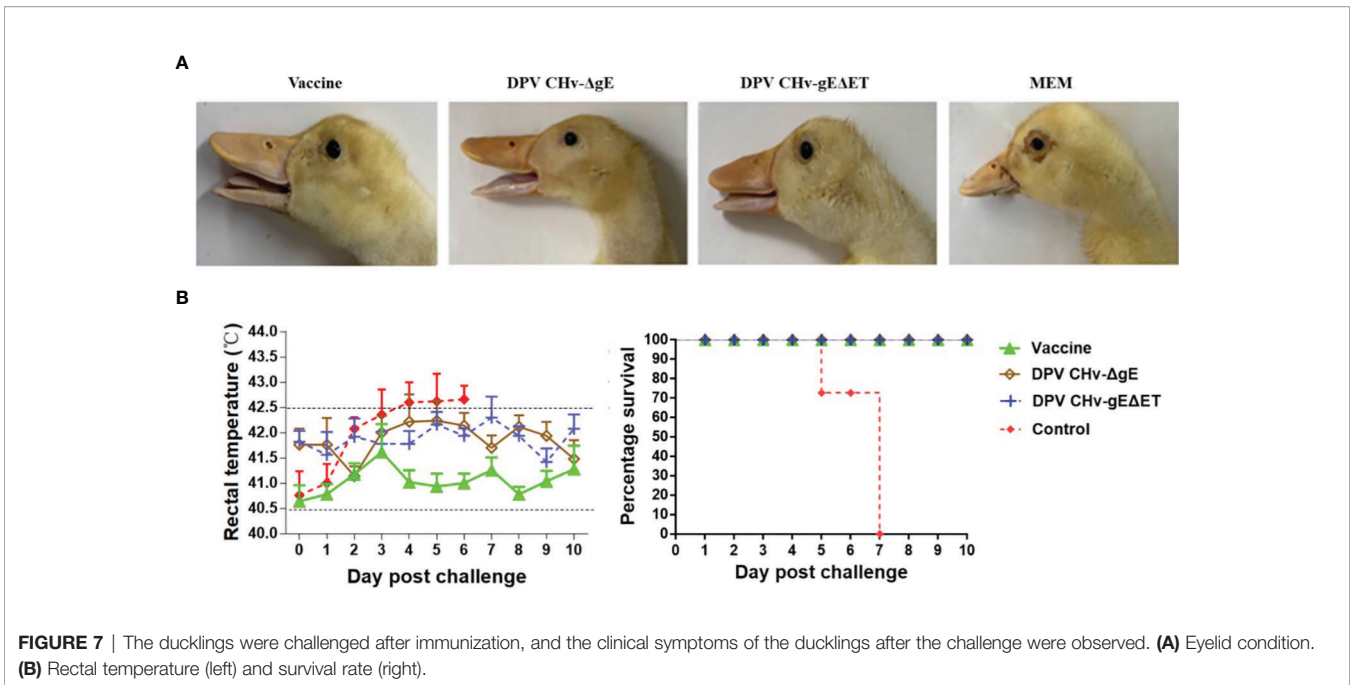 A
Vaccine
DPV CHv-ΔgE
DPV CHv-gEΔET
MEM
B
Rectal temperature (℃)
44.0
43.5
43.0
42.5
42.0
41.5
41.0
40.5
40.0
0 1 2 3 4 5 6 7 8 9 10
Day post challenge
Percentage survival
100
90
80
70
60
50
40
30
20
10
0
0 1 2 3 4 5 6 7 8 9 10
Day post challenge
Vaccine
DPV CHv-ΔgE
DPV CHv-gEΔET
Control
FIGURE 7 | The ducklings were challenged after immunization, and the clinical symptoms of the ducklings after the challenge were observed. (A) Eyelid condition.
(B) Rectal temperature (left) and survival rate (right).